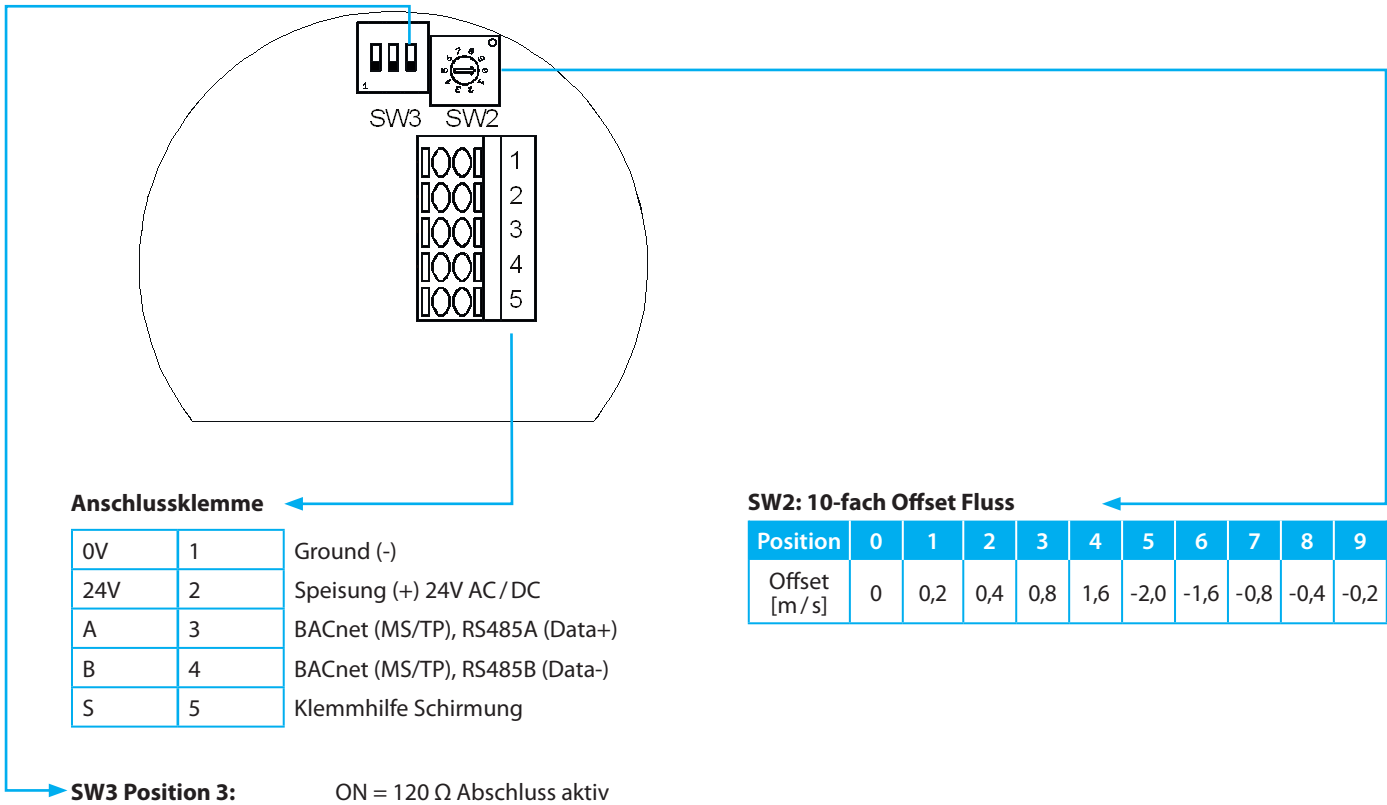 1
7 8
SW3 SW2
1
2
3
4
5
Anschlussklemme
0V 1 Ground (-)
24V 2 Speisung (+) 24V AC / DC
A 3 BACnet (MS/TP), RS485A (Data+)
B 4 BACnet (MS/TP), RS485B (Data-)
S 5 Klemmhilfe Schirmung
SW2: 10-fach Offset Fluss
Position 0 1 2 3 4 5 6 7 8 9
Offset
[m / s] 0 0,2 0,4 0,8 1,6 -2,0 -1,6 -0,8 -0,4 -0,2
SW3 Position 3: ON = 120 Ω Abschluss aktiv